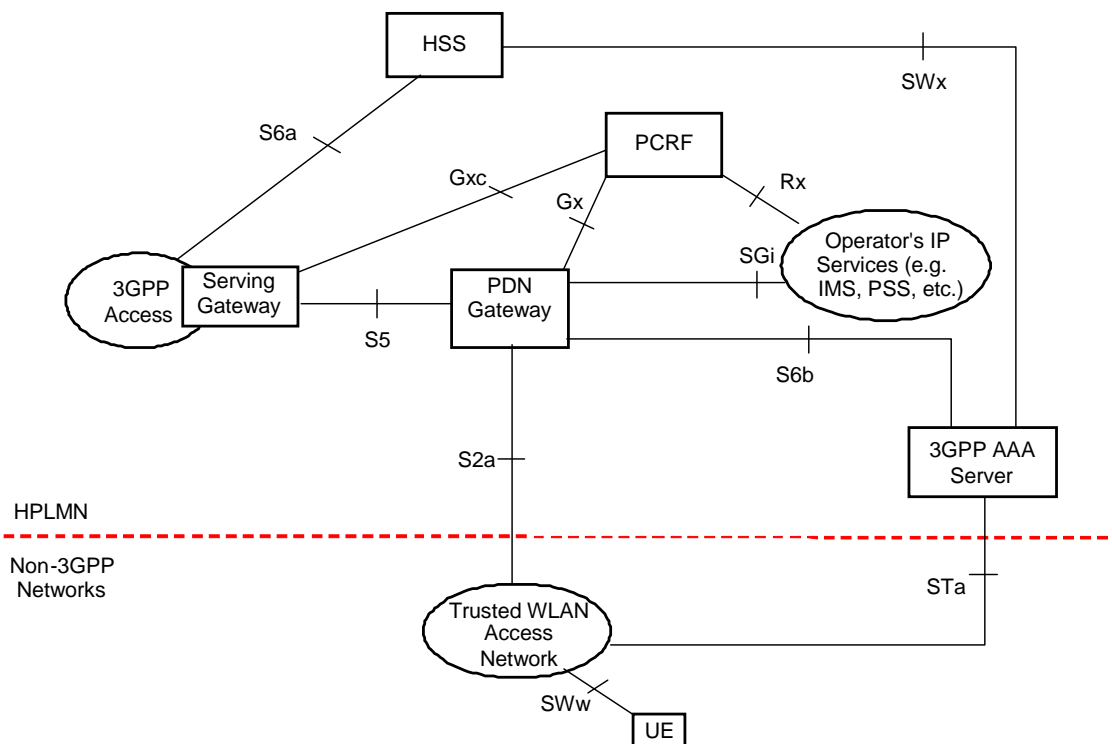 HSS
SWx
S6a
PCRF
Gxc
Rx
Gx
Operator's IP
Services (e.g.
IMS, PSS, etc.)
SGi
3GPP
Access
Serving
Gateway
PDN
Gateway
S5
S6b
S2a
3GPP AAA
Server
HPLMN
Non-3GPP
Networks
STa
Trusted WLAN
Access
Network
SWw
UE